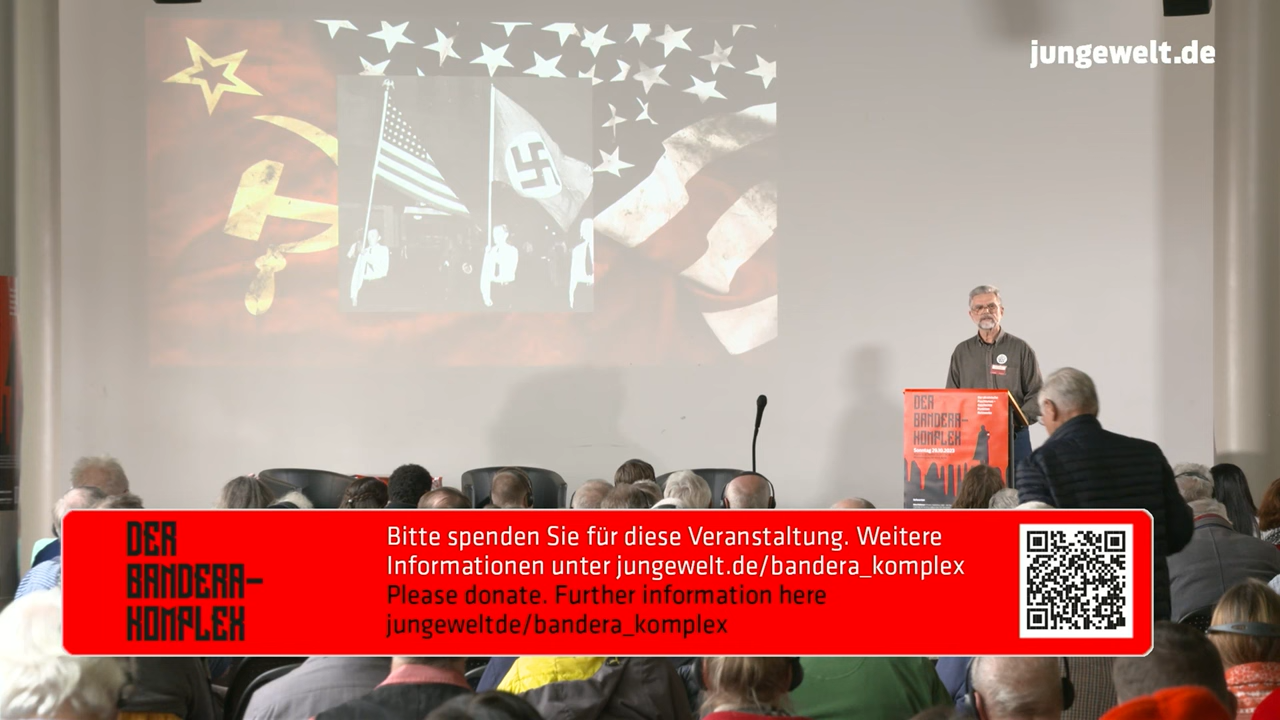 jungewelt.de
DER
BANDERA-
KOMPLEX
DER
BANDERA-
KOMPLEX
Bitte spenden Sie für diese Veranstaltung. Weitere
Informationen unter jungewelt.de/bandera_komplex
Please donate. Further information here
jungeweltde/bandera_komplex